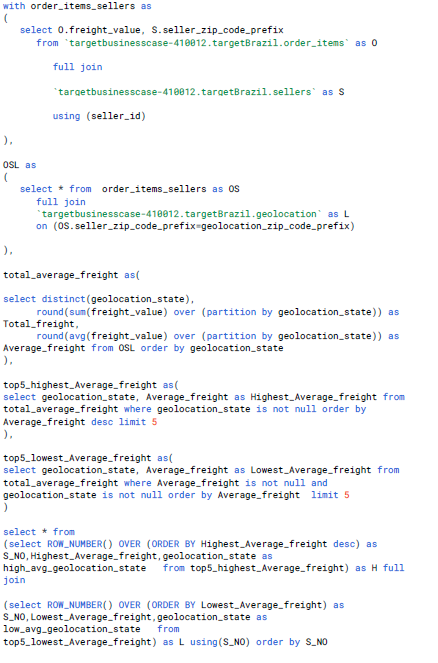 with order_items_sellers as
(
select O.freight_value, S.seller_zip_code_prefix
from `targetbusinesscase-410012.targetBrazil.order_items` as O
full join
`targetbusinesscase-410012.targetBrazil.sellers` as S
using (seller_id)
),
OSL as
(
select * from order_items_sellers as OS
full join
`targetbusinesscase-410012.targetBrazil.geolocation` as L
on (OS.seller_zip_code_prefix=geolocation_zip_code_prefix)
),
total_average_freight as(
select distinct(geolocation_state),
round(sum(freight_value) over (partition by geolocation_state)) as
Total_freight,
round(avg(freight_value) over (partition by geolocation_state)) as
Average_freight from OSL order by geolocation_state
),
top5_highest_Average_freight as(
select geolocation_state, Average_freight as Highest_Average_freight from
total_average_freight where geolocation_state is not null order by
Average_freight desc limit 5
),
top5_lowest_Average_freight as(
select geolocation_state, Average_freight as Lowest_Average_freight from
total_average_freight where Average_freight is not null and
geolocation_state is not null order by Average_freight limit 5
)
select * from
(select ROW_NUMBER() OVER (ORDER BY Highest_Average_freight desc) as
S_NO,Highest_Average_freight,geolocation_state as
high_avg_geolocation_state from top5_highest_Average_freight) as H full
join
(select ROW_NUMBER() OVER (ORDER BY Lowest_Average_freight) as
S_NO,Lowest_Average_freight,geolocation_state as
low_avg_geolocation_state from
top5_lowest_Average_freight) as L using(S_NO) order by S_NO